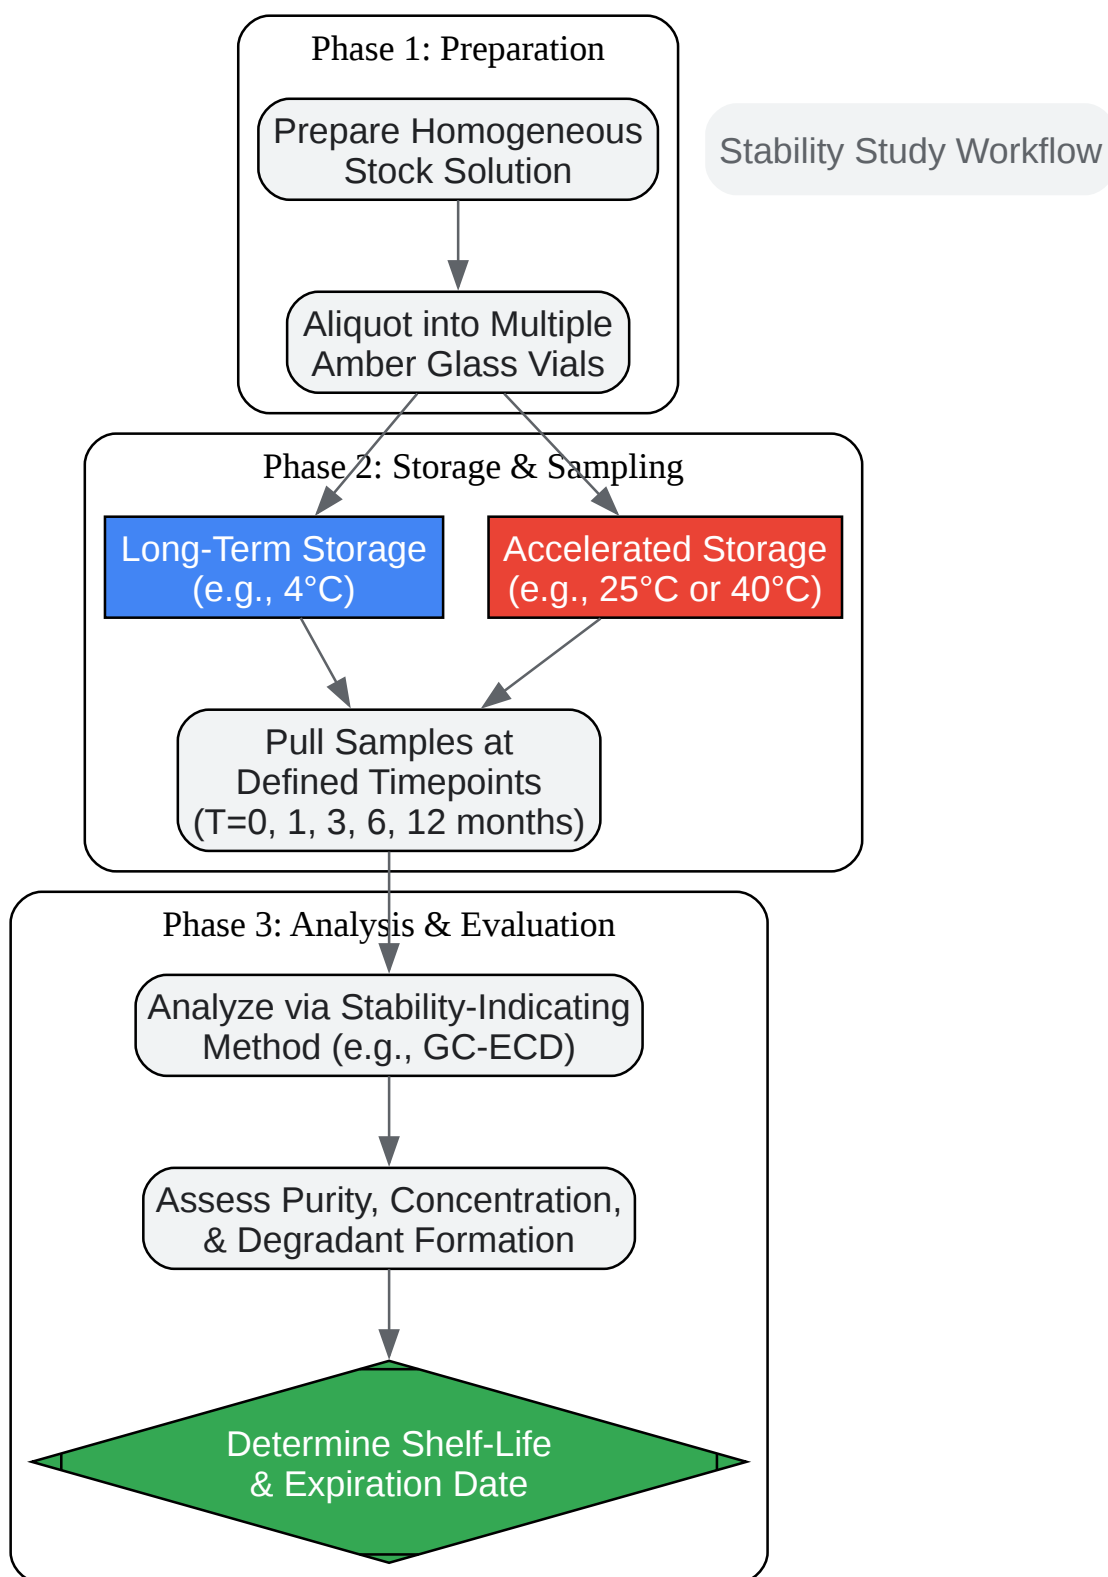 Phase 1: Preparation
Prepare Homogeneous
Stock Solution
Stability Study Workflow
Aliquot into Multiple
Amber Glass Vials
Phase 2: Storage & Sampling
Long-Term Storage
(e.g., 4°C)
Accelerated Storage
(e.g., 25°C or 40°C)
Pull Samples at
Defined Timepoints
(T=0, 1, 3, 6, 12 months)
Phase 3: Analysis & Evaluation
Analyze via Stability-Indicating
Method (e.g., GC-ECD)
Assess Purity, Concentration,
& Degradant Formation
Determine Shelf-Life
& Expiration Date